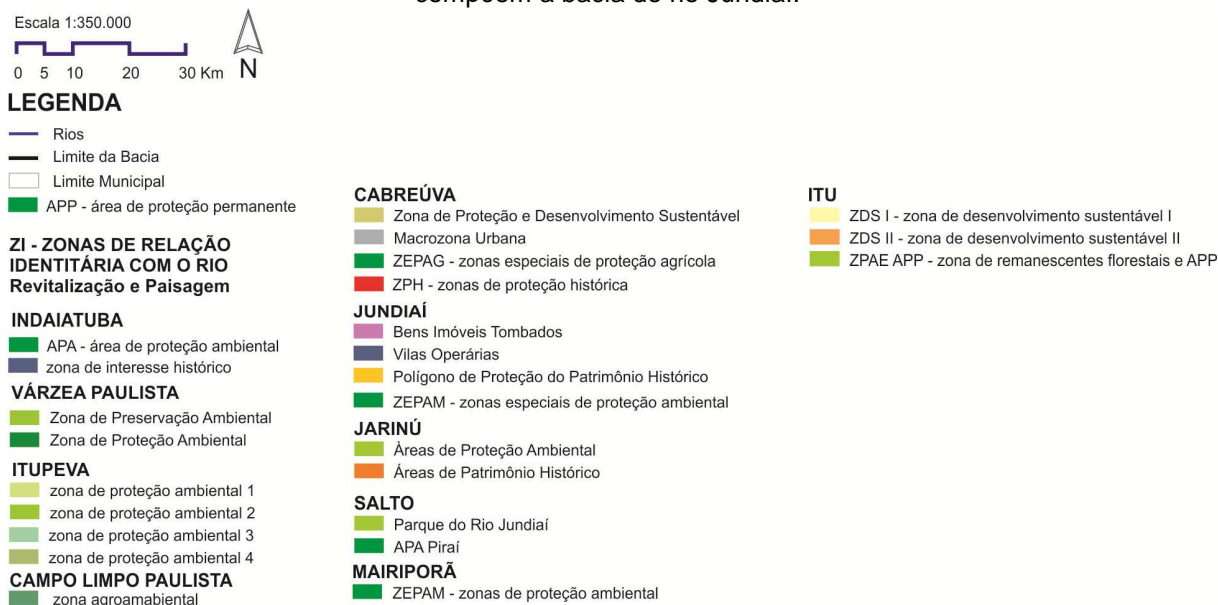 compõem a bacia do rio Jundiaí.
Escala 1:350.000
0 5 10 20 30 Km N
LEGENDA
Rios
Limite da Bacia
Limite Municipal
APP - área de proteção permanente
ZI - ZONAS DE RELAÇÃO
IDENTITÁRIA COM O RIO
Revitalização e Paisagem
INDAIATUBA
APA - área de proteção ambiental
zona de interesse histórico
VÁRZEA PAULISTA
Zona de Preservação Ambiental
Zona de Proteção Ambiental
ITUPEVA
zona de proteção ambiental 1
zona de proteção ambiental 2
zona de proteção ambiental 3
zona de proteção ambiental 4
CAMPO LIMPO PAULISTA
zona agroamabiental
CABREÚVA
Zona de Proteção e Desenvolvimento Sustentável
Macrozona Urbana
ZEPAG - zonas especiais de proteção agrícola
ZPH - zonas de proteção histórica
JUNDIAÍ
Bens Imóveis Tombados
Vilas Operárias
Polígono de Proteção do Patrimônio Histórico
ZEPAM - zonas especiais de proteção ambiental
JARINÚ
Àreas de Proteção Ambiental
Áreas de Patrimônio Histórico
SALTO
Parque do Rio Jundiaí
APA Piraí
MAIRIPORÃ
ZEPAM - zonas de proteção ambiental
ITU
ZDS I - zona de desenvolvimento sustentável I
ZDS II - zona de desenvolvimento sustentável II
ZPAE APP - zona de remanescentes florestais e APP